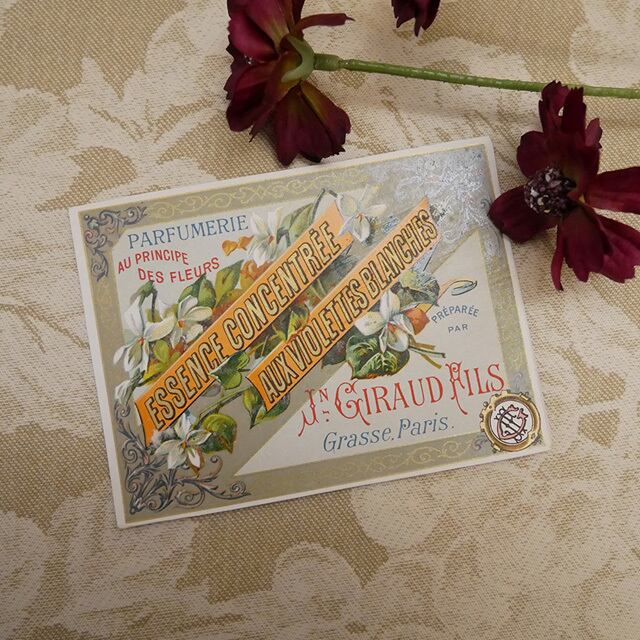 PARFUMERIE
AU PRINCIPE
DES FLEURS
ESSENCE CONCENTRÉE
AUX VIOLETTES BLANCHES
PRÉPARÉE
PAR
JN GIRAUD FILS
Grasse, Paris.